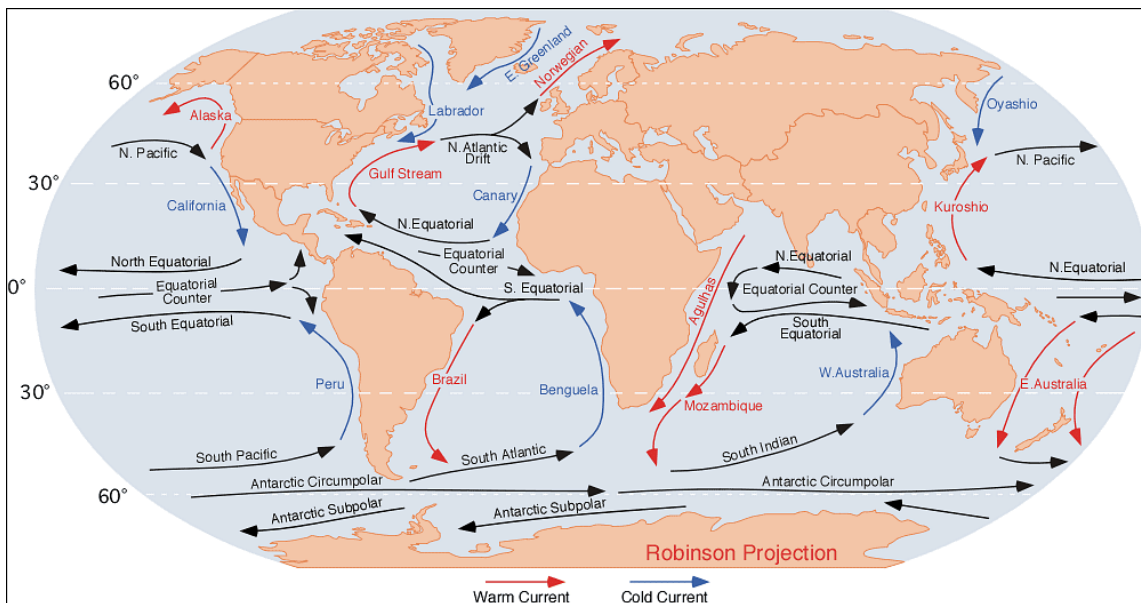 60°
30°
0°
30°
60°
Alaska
N. Pacific
California
North Equatorial
Equatorial
Counter
South Equatorial
Peru
South Pacific
Antarctic Circumpolar
Antarctic Subpolar
Labrador
E. Greenland
Norwegian
N.Atlantic
Drift
Gulf Stream
Canary
N.Equatorial
Equatorial
Counter
S. Equatorial
Brazil
Benguela
South Atlantic
Antarctic Subpolar
Agulhas
Mozambique
N.Equatorial
Equatorial Counter
South
Equatorial
W.Australia
South Indian
Antarctic Circumpolar
Oyashio
N. Pacific
Kuroshio
N.Equatorial
E.Australia
Robinson Projection
Warm Current
Cold Current